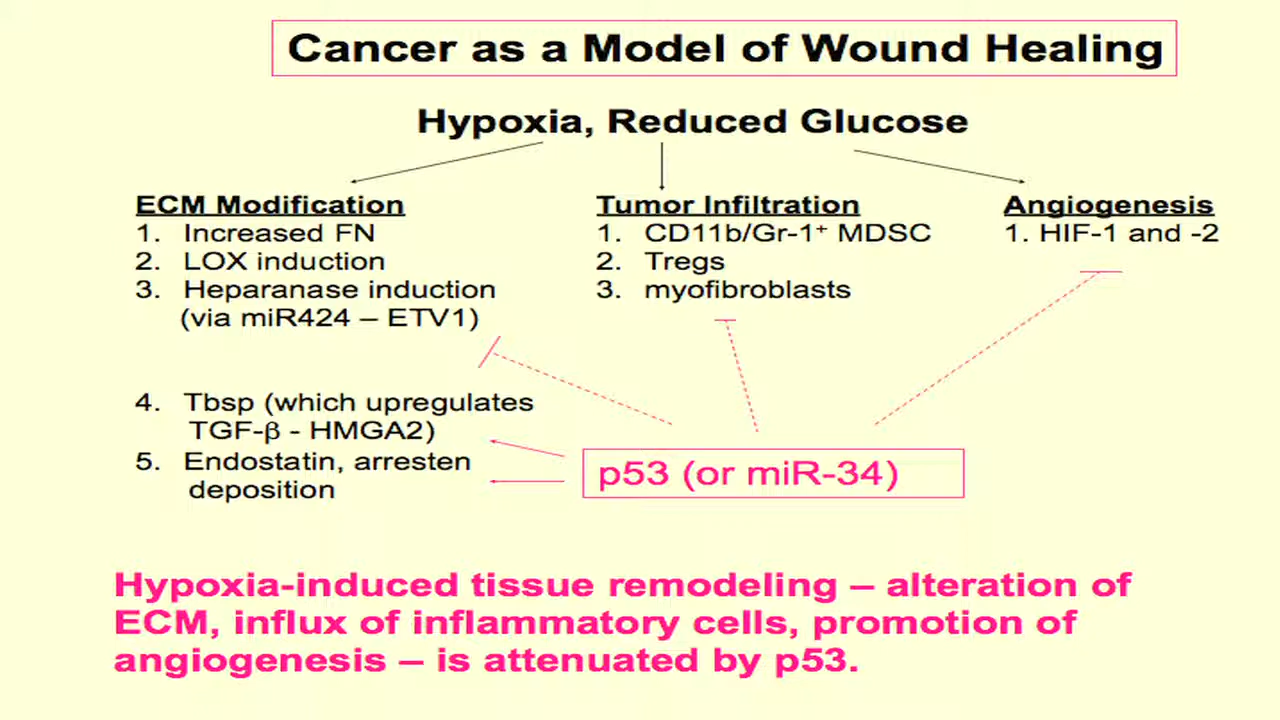 Cancer as a Model of Wound Healing
Hypoxia, Reduced Glucose
ECM Modification
1. Increased FN
2. LOX induction
3. Heparanase induction
(via miR424 – ETV1)
4. Tbsp (which upregulates
TGF-β - HMGA2)
5. Endostatin, arresten
deposition
Tumor Infiltration
1. CD11b/Gr-1⁺ MDSC
2. Tregs
3. myofibroblasts
Angiogenesis
1. HIF-1 and -2
p53 (or miR-34)
Hypoxia-induced tissue remodeling – alteration of
ECM, influx of inflammatory cells, promotion of
angiogenesis – is attenuated by p53.